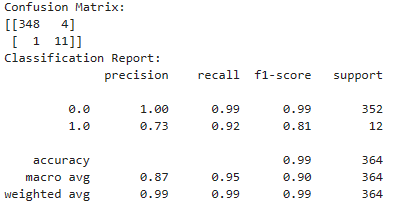 Confusion Matrix:
[[348   4]
 [  1  11]]
Classification Report:
              precision    recall  f1-score   support

         0.0       1.00      0.99      0.99       352
         1.0       0.73      0.92      0.81        12

    accuracy                           0.99       364
   macro avg       0.87      0.95      0.90       364
weighted avg       0.99      0.99      0.99       364